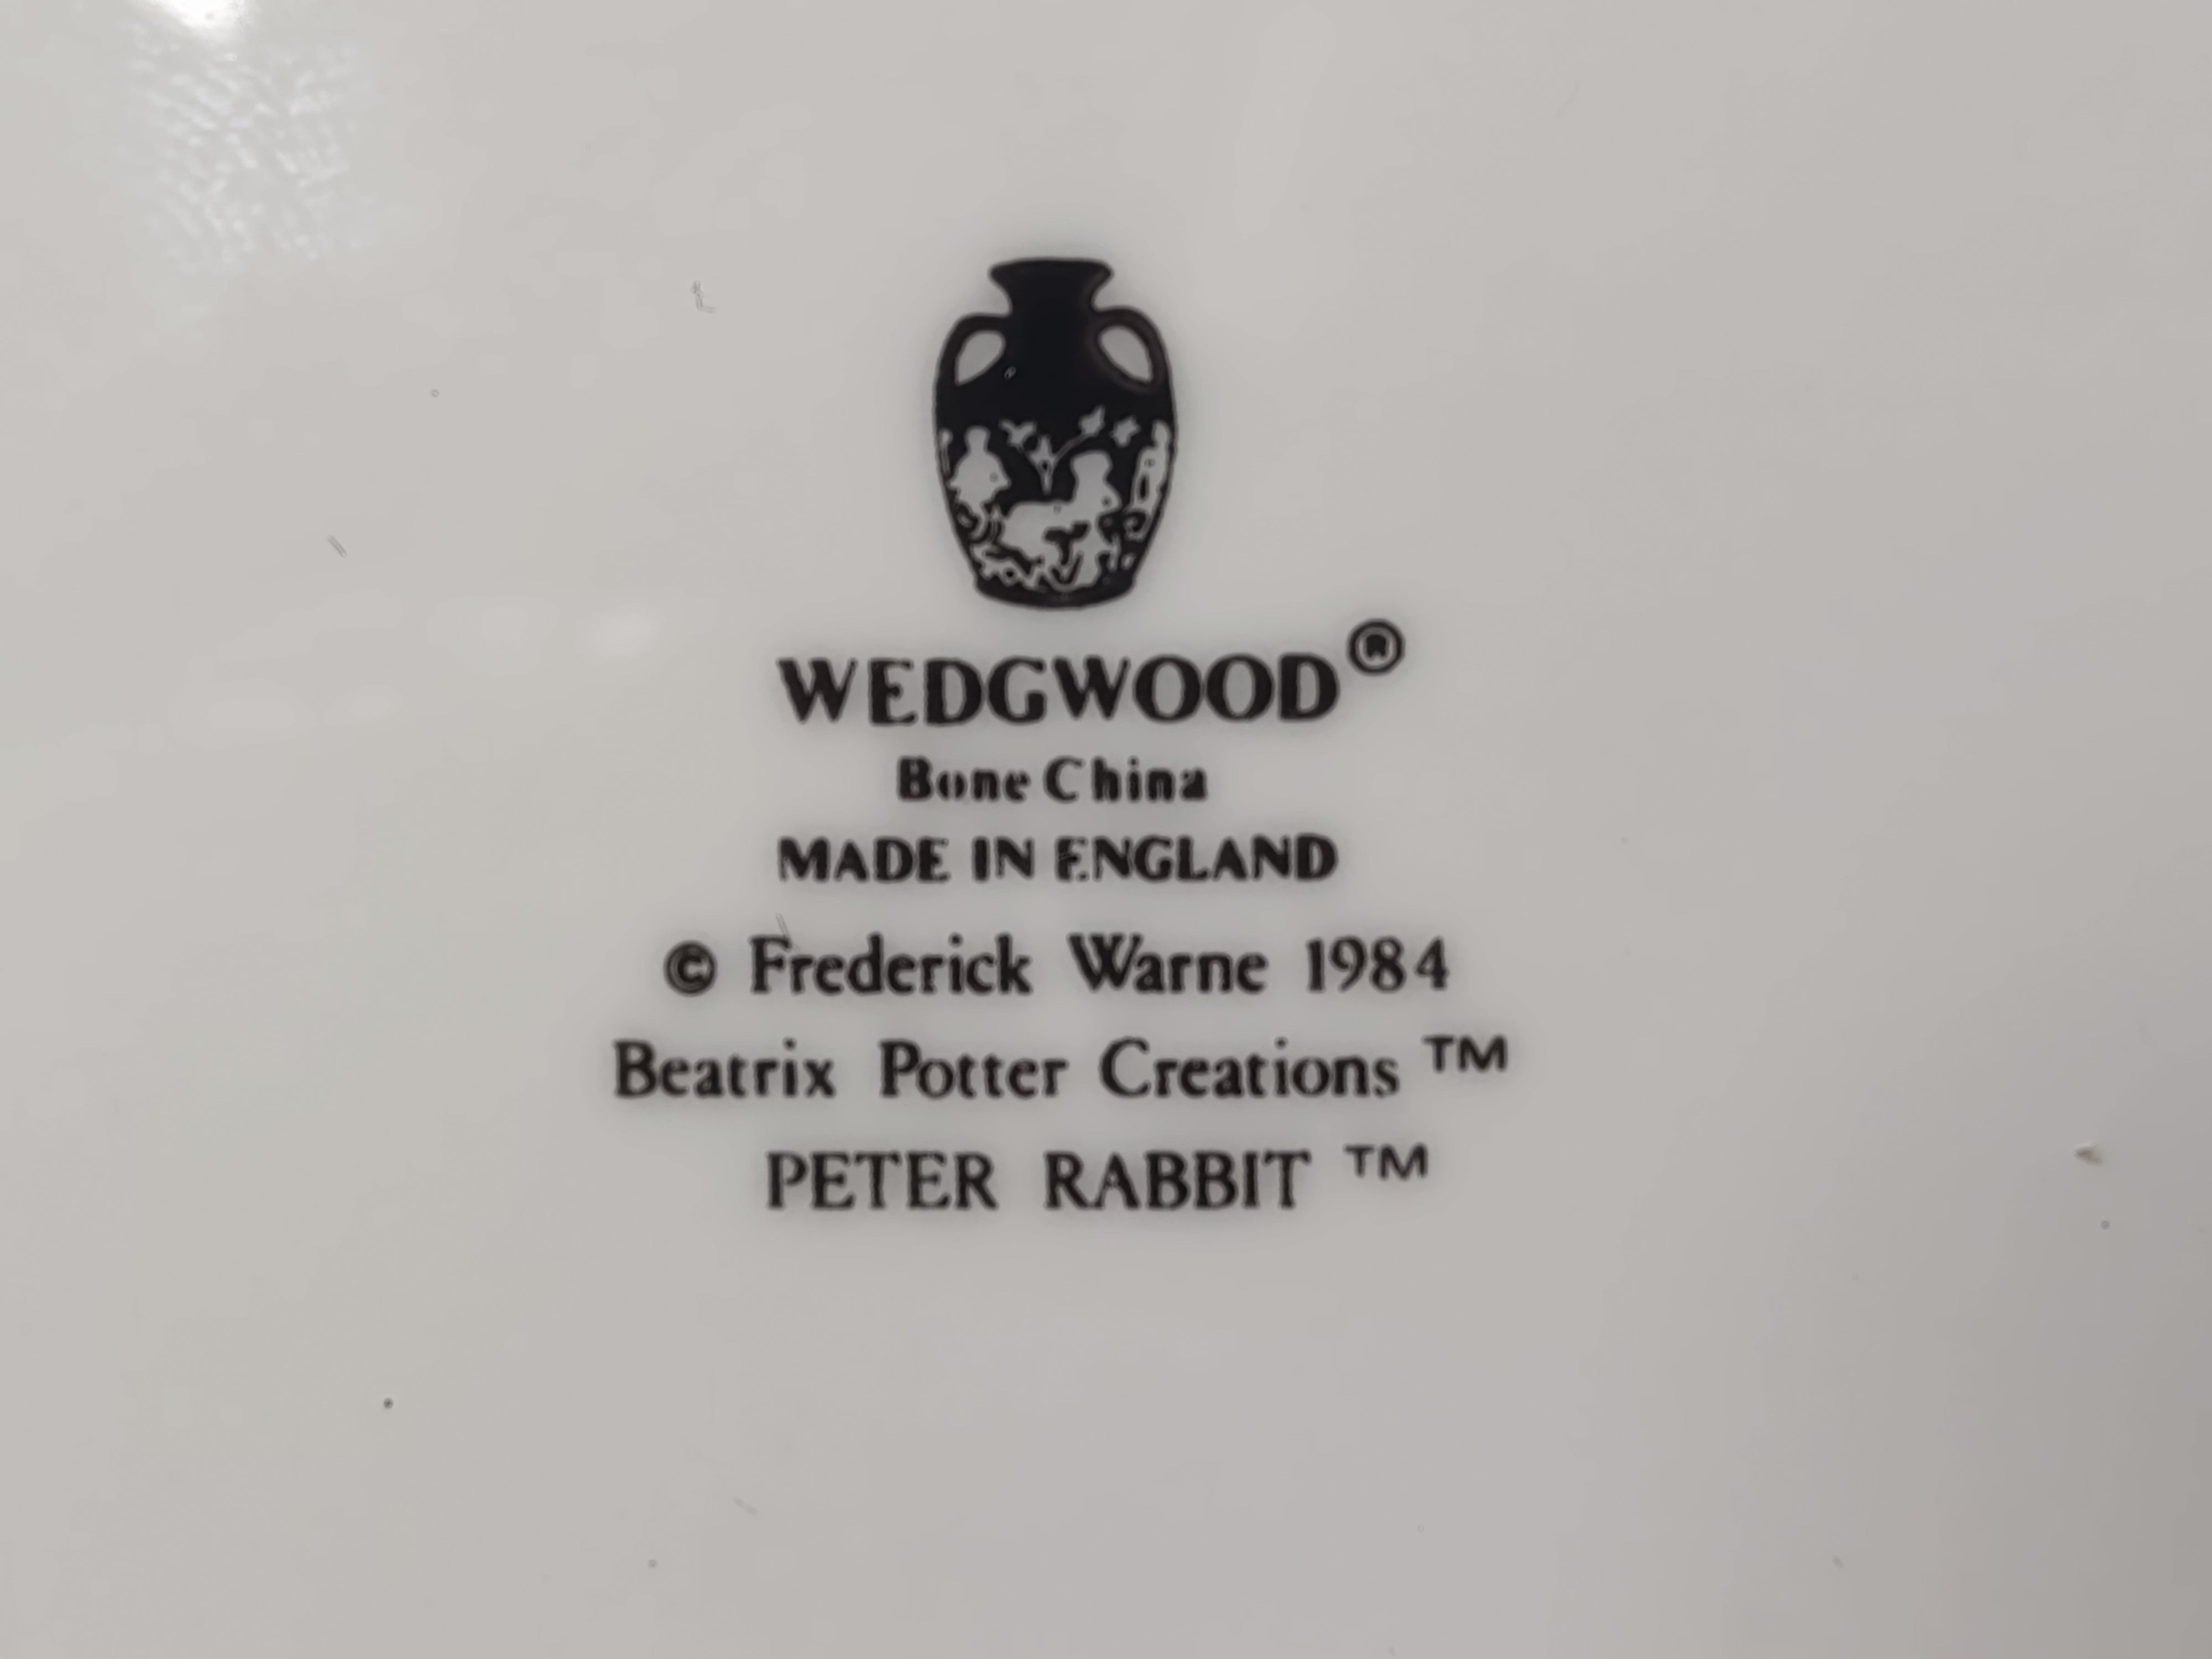 WEDGWOOD®
Bone China
MADE IN ENGLAND
© Frederick Warne 1984
Beatrix Potter Creations ™
PETER RABBIT ™